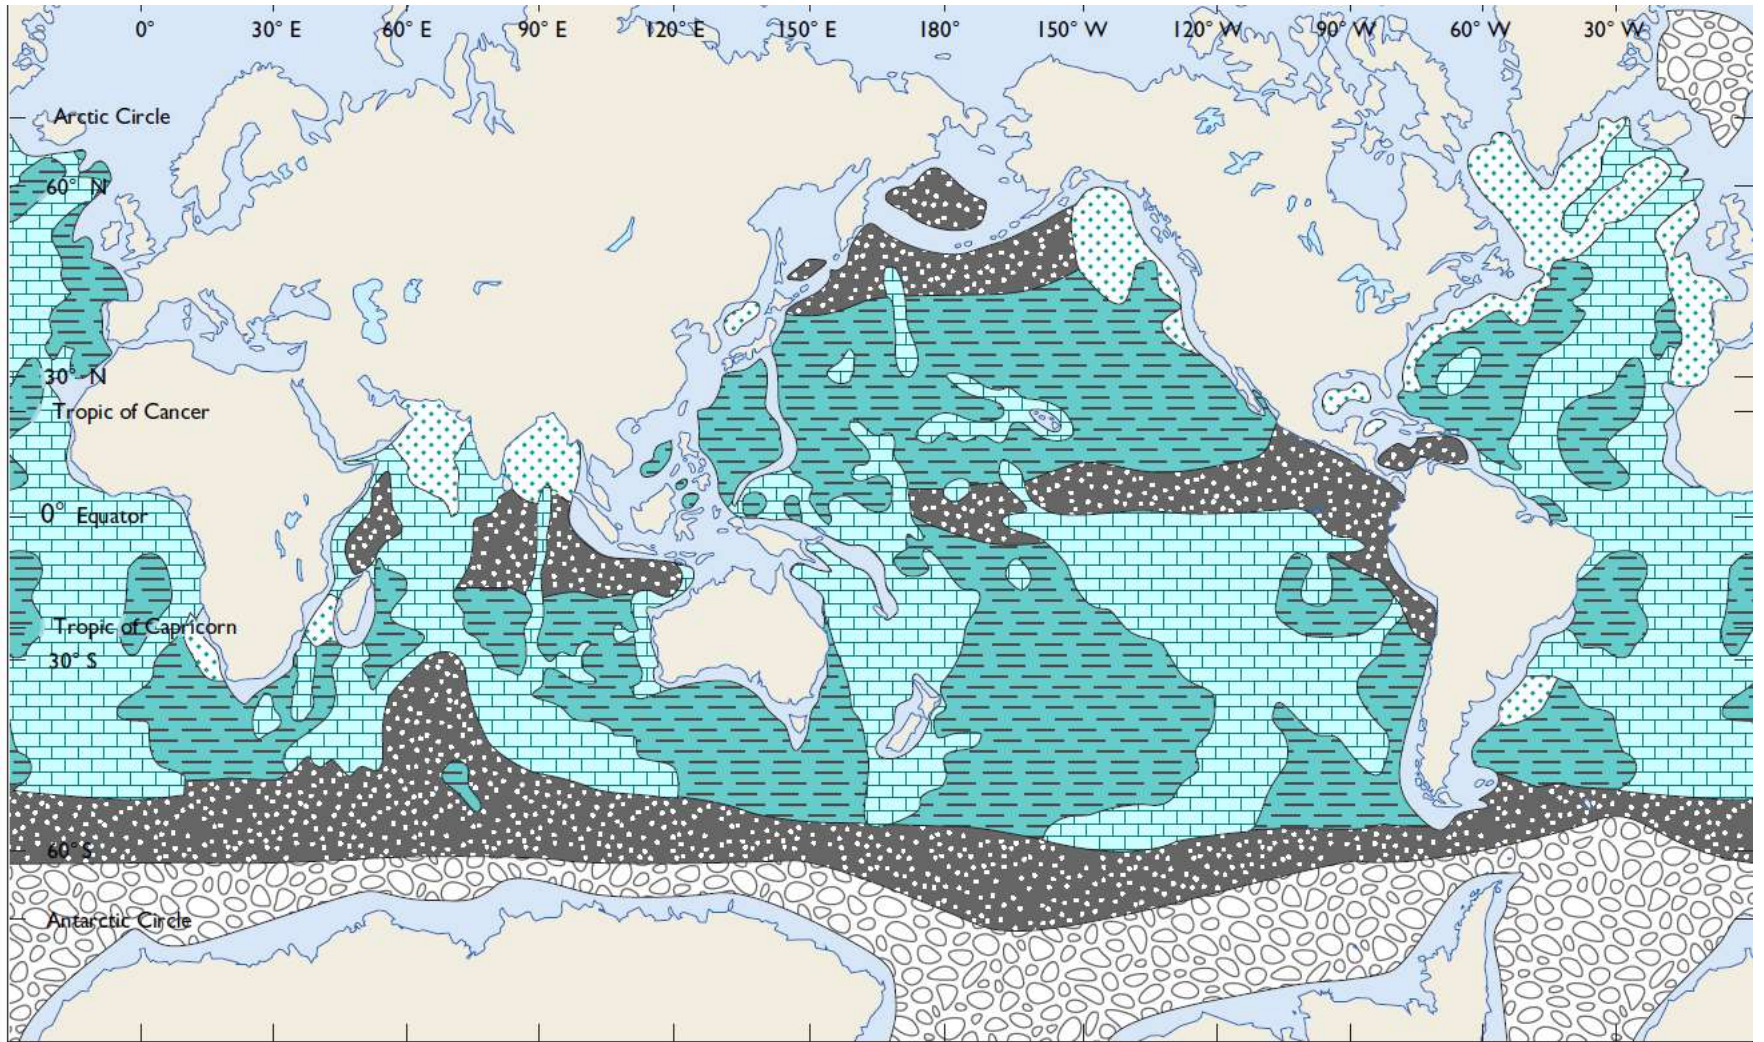 0° 30° E 60° E 90° E 120° E 150° E 180° 150° W 120° W 90° W 60° W 30° W
Arctic Circle
60° N
30° N
Tropic of Cancer
0° Equator
Tropic of Capricorn
30° S
60° S
Antarctic Circle